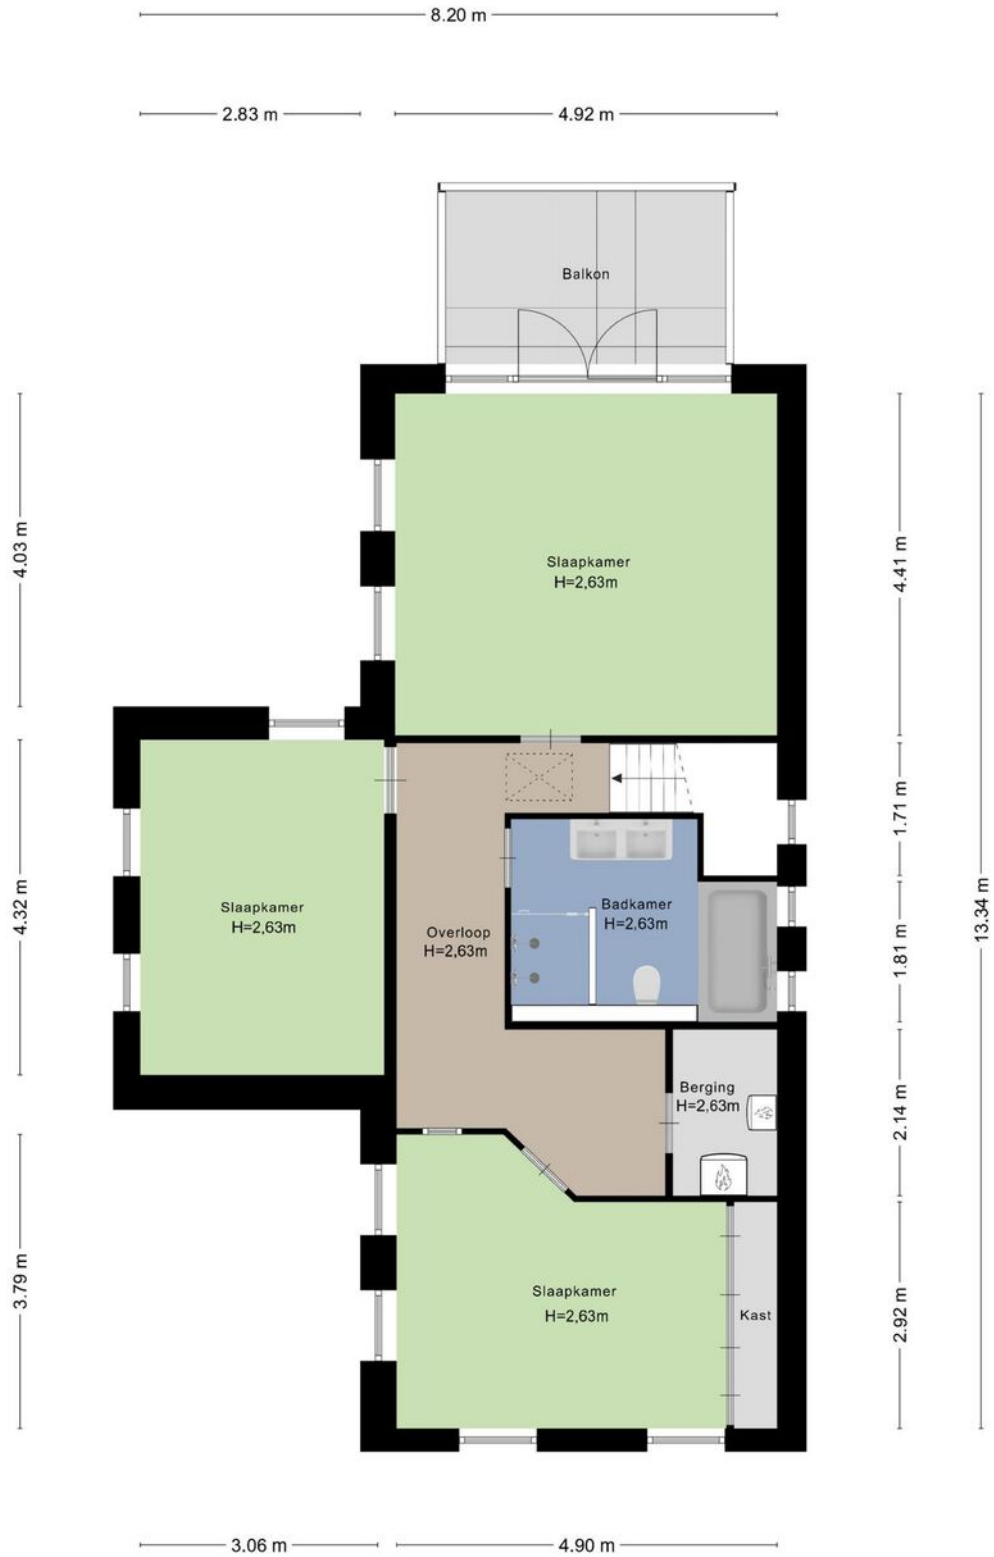 8.20 m
2.83 m
4.92 m
Balkon
4.03 m
4.41 m
Slaapkamer
H=2,63m
1.71 m
4.32 m
Slaapkamer
H=2,63m
Overloop
H=2,63m
Badkamer
H=2,63m
1.81 m
13.34 m
Berging
H=2,63m
2.14 m
3.79 m
Slaapkamer
H=2,63m
Kast
2.92 m
3.06 m
4.90 m